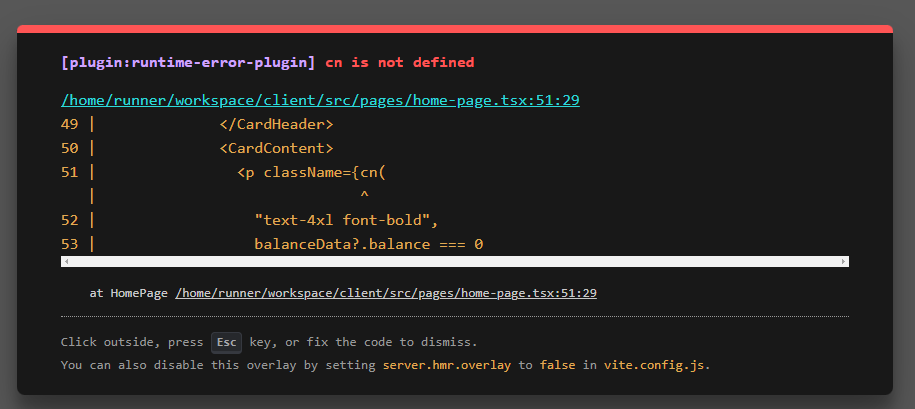 [plugin:runtime-error-plugin] cn is not defined
/home/runner/workspace/client/src/pages/home-page.tsx:51:29
49 |               </CardHeader>
50 |               <CardContent>
51 |                 <p className={cn(
   |                               ^
52 |                   "text-4xl font-bold",
53 |                   balanceData?.balance === 0
at HomePage /home/runner/workspace/client/src/pages/home-page.tsx:51:29
Click outside, press Esc key, or fix the code to dismiss.
You can also disable this overlay by setting server.hmr.overlay to false in vite.config.js.